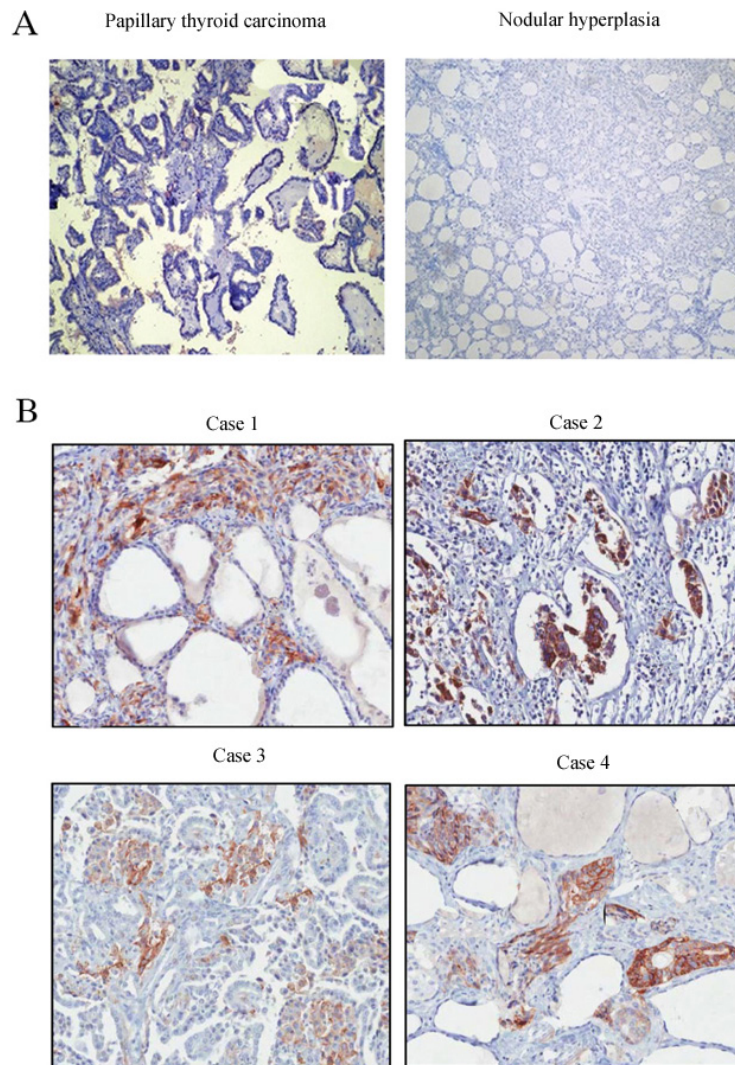 A
Papillary thyroid carcinoma
Nodular hyperplasia
B
Case 1
Case 2
Case 3
Case 4